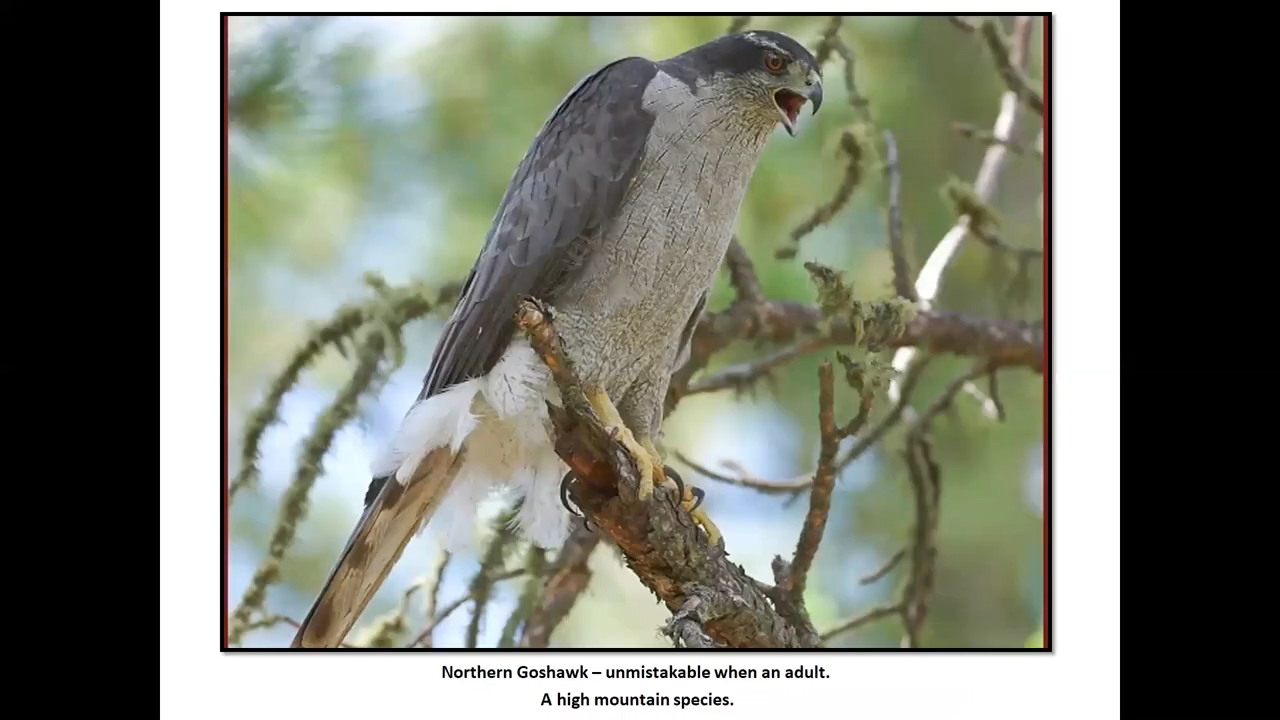 Northern Goshawk – unmistakable when an adult.
A high mountain species.